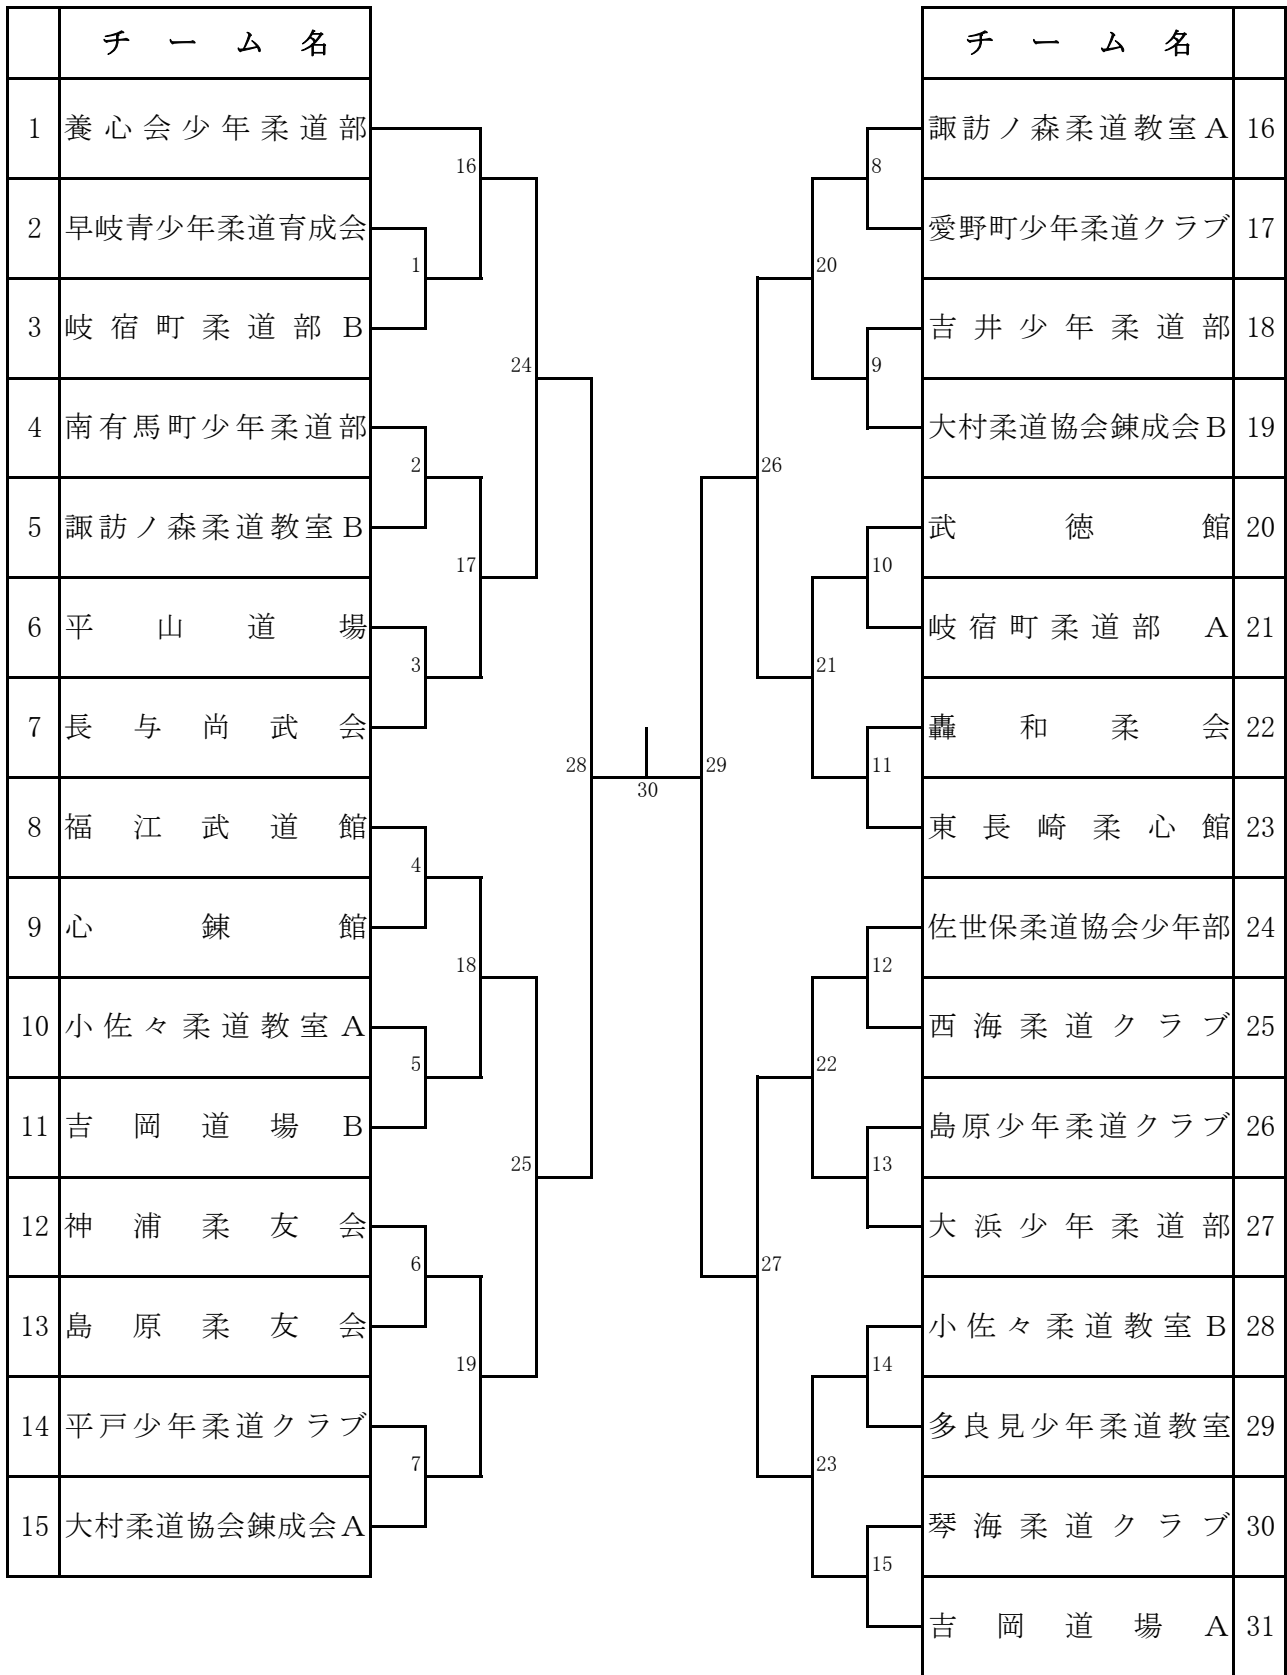 チーム名
1 養心会少年柔道部
2 早岐青少年柔道育成会
3 岐宿町柔道部B
4 南有馬町少年柔道部
5 諏訪ノ森柔道教室B
6 平山道場
7 長与尚武会
8 福江武道館
9 心錬館
10 小佐々柔道教室A
11 吉岡道場B
12 神浦柔友会
13 島原柔友会
14 平戸少年柔道クラブ
15 大村柔道協会錬成会A
16
1
24
2
17
3
28
4
18
5
25
6
19
7
30
8
20
9
26
10
21
11
29
12
22
13
27
14
23
15
チーム名
諏訪ノ森柔道教室A 16
愛野町少年柔道クラブ 17
吉井少年柔道部 18
大村柔道協会錬成会B 19
武徳館 20
岐宿町柔道部 A 21
轟和柔会 22
東長崎柔心館 23
佐世保柔道協会少年部 24
西海柔道クラブ 25
島原少年柔道クラブ 26
大浜少年柔道部 27
小佐々柔道教室B 28
多良見少年柔道教室 29
琴海柔道クラブ 30
吉岡道場A 31